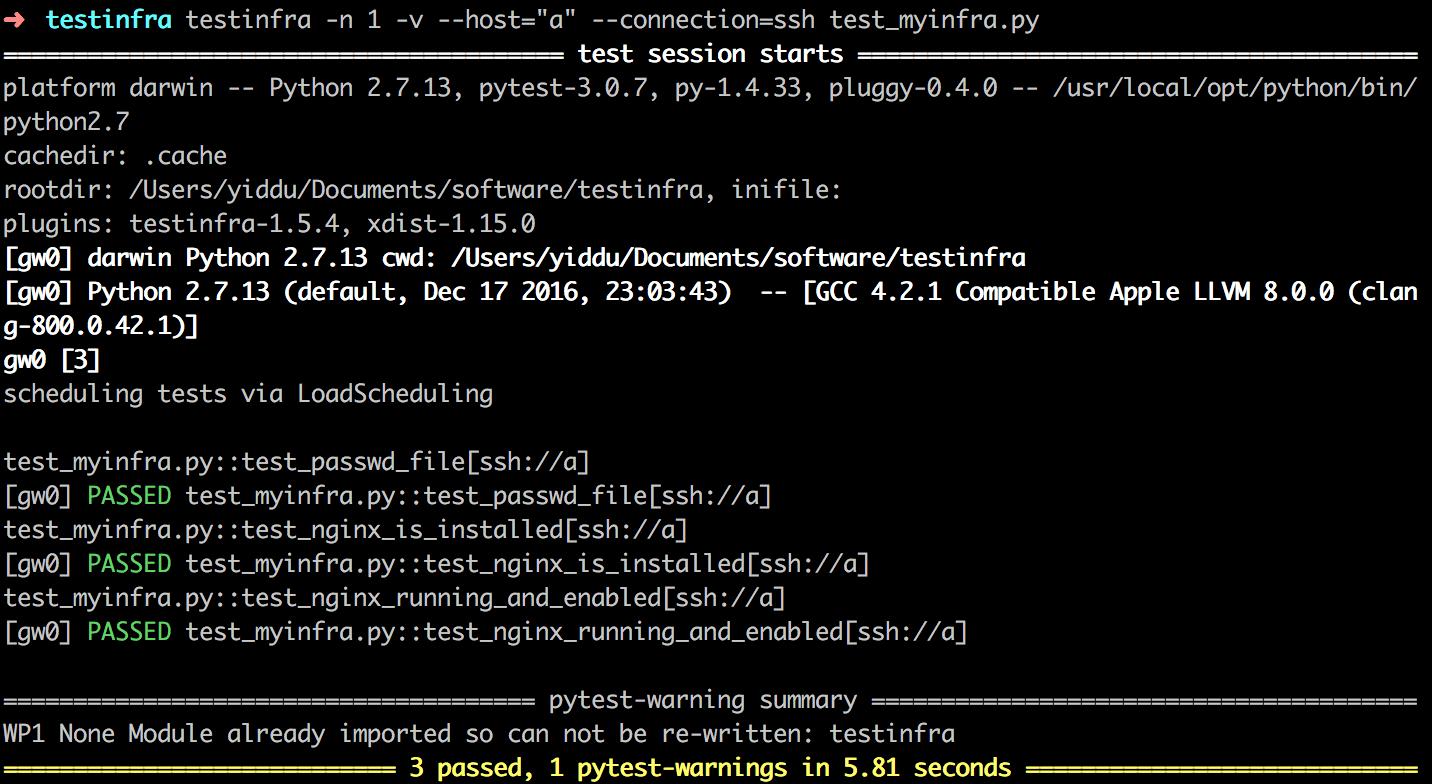 ➜ testinfra testinfra -n 1 -v --host="a" --connection=ssh test_myinfra.py
======================================== test session starts ========================================
platform darwin -- Python 2.7.13, pytest-3.0.7, py-1.4.33, pluggy-0.4.0 -- /usr/local/opt/python/bin/
python2.7
cachedir: .cache
rootdir: /Users/yiddu/Documents/software/testinfra, inifile:
plugins: testinfra-1.5.4, xdist-1.15.0
[gw0] darwin Python 2.7.13 cwd: /Users/yiddu/Documents/software/testinfra
[gw0] Python 2.7.13 (default, Dec 17 2016, 23:03:43)  -- [GCC 4.2.1 Compatible Apple LLVM 8.0.0 (clan
g-800.0.42.1)]
gw0 [3]
scheduling tests via LoadScheduling
test_myinfra.py::test_passwd_file[ssh://a]
[gw0] PASSED test_myinfra.py::test_passwd_file[ssh://a]
test_myinfra.py::test_nginx_is_installed[ssh://a]
[gw0] PASSED test_myinfra.py::test_nginx_is_installed[ssh://a]
test_myinfra.py::test_nginx_running_and_enabled[ssh://a]
[gw0] PASSED test_myinfra.py::test_nginx_running_and_enabled[ssh://a]
====================================== pytest-warning summary =======================================
WP1 None Module already imported so can not be re-written: testinfra
============================ 3 passed, 1 pytest-warnings in 5.81 seconds ============================